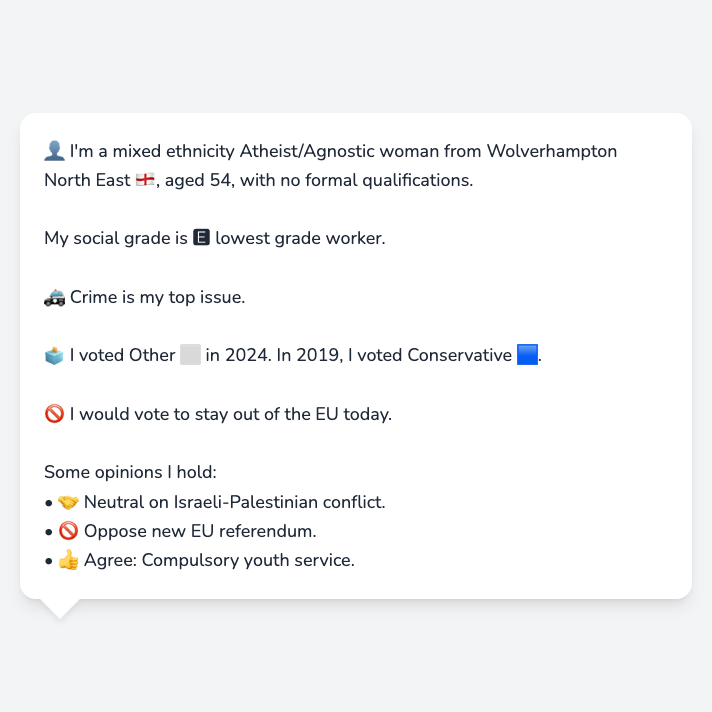 👤 I'm a mixed ethnicity Atheist/Agnostic woman from Wolverhampton
North East 🏴󠁧󠁢󠁥󠁮󠁧󠁿, aged 54, with no formal qualifications.
My social grade is 🅴 lowest grade worker.
🚓 Crime is my top issue.
🗳️ I voted Other ⬜ in 2024. In 2019, I voted Conservative 🟦.
🚫 I would vote to stay out of the EU today.
Some opinions I hold:
• 🤝 Neutral on Israeli-Palestinian conflict.
• 🚫 Oppose new EU referendum.
• 👍 Agree: Compulsory youth service.